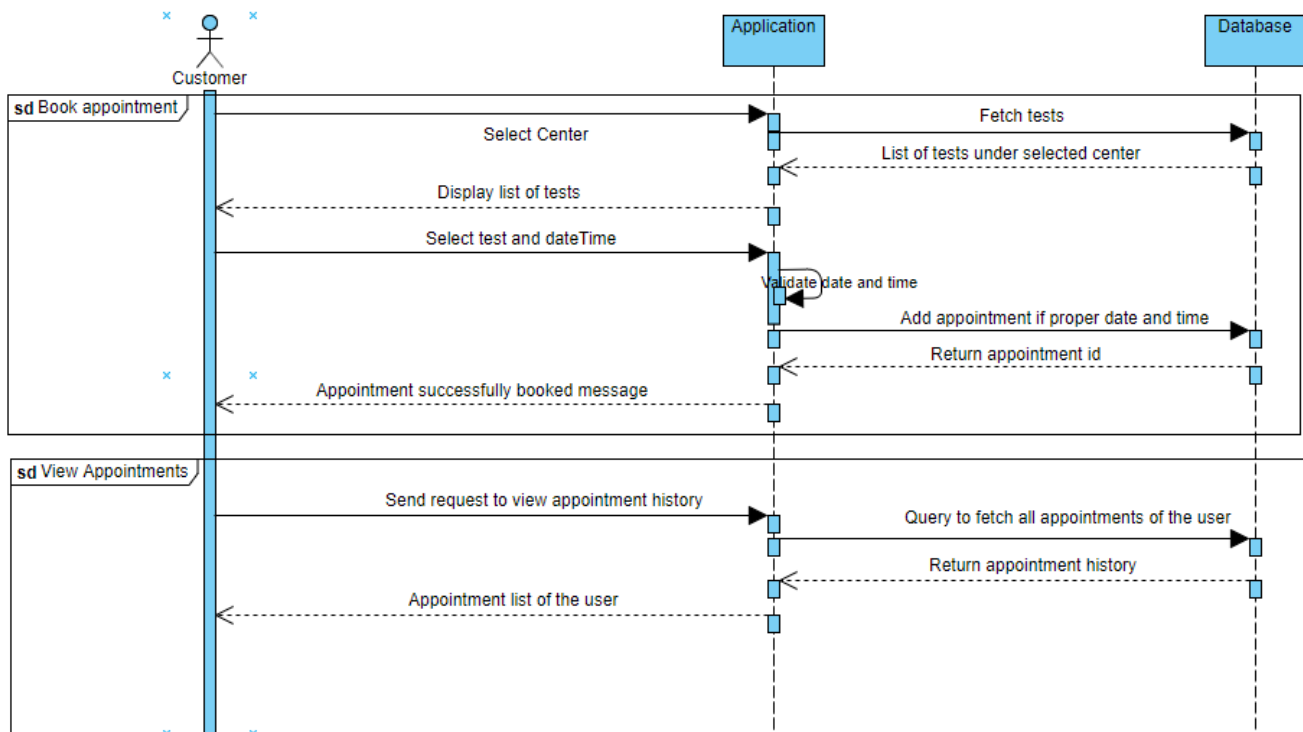 Application
Database
Customer
sd Book appointment
Select Center
Fetch tests
List of tests under selected center
Display list of tests
Select test and dateTime
Validate date and time
Add appointment if proper date and time
Return appointment id
Appointment successfully booked message
sd View Appointments
Send request to view appointment history
Query to fetch all appointments of the user
Return appointment history
Appointment list of the user